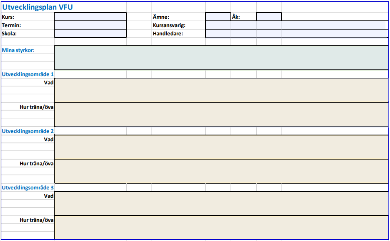 Utvecklingsplan VFU
Kurs: Ämne: Åk:
Termin: Kursansvarig:
Skola: Handledare:
Mina styrkor:
Utvecklingsområde 1
Vad
Hur träna/öva
Utvecklingsområde 2
Vad
Hur träna/öva
Utvecklingsområde 3
Vad
Hur träna/öva